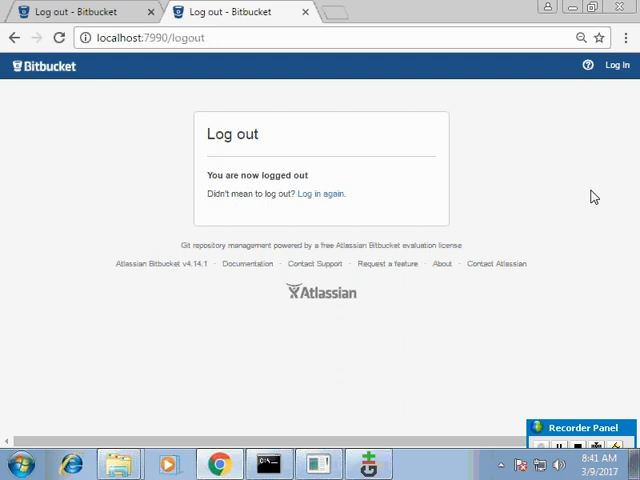 Log out - Bitbucket
Log out - Bitbucket
localhost:7990/logout
Bitbucket
Log In
Log out
You are now logged out
Didn't mean to log out? Log in again.
Git repository management powered by a free Atlassian Bitbucket evaluation license
Atlassian Bitbucket v4.14.1 · Documentation · Contact Support · Request a feature · About · Contact Atlassian
Atlassian
Recorder Panel
8:41 AM
3/9/2017